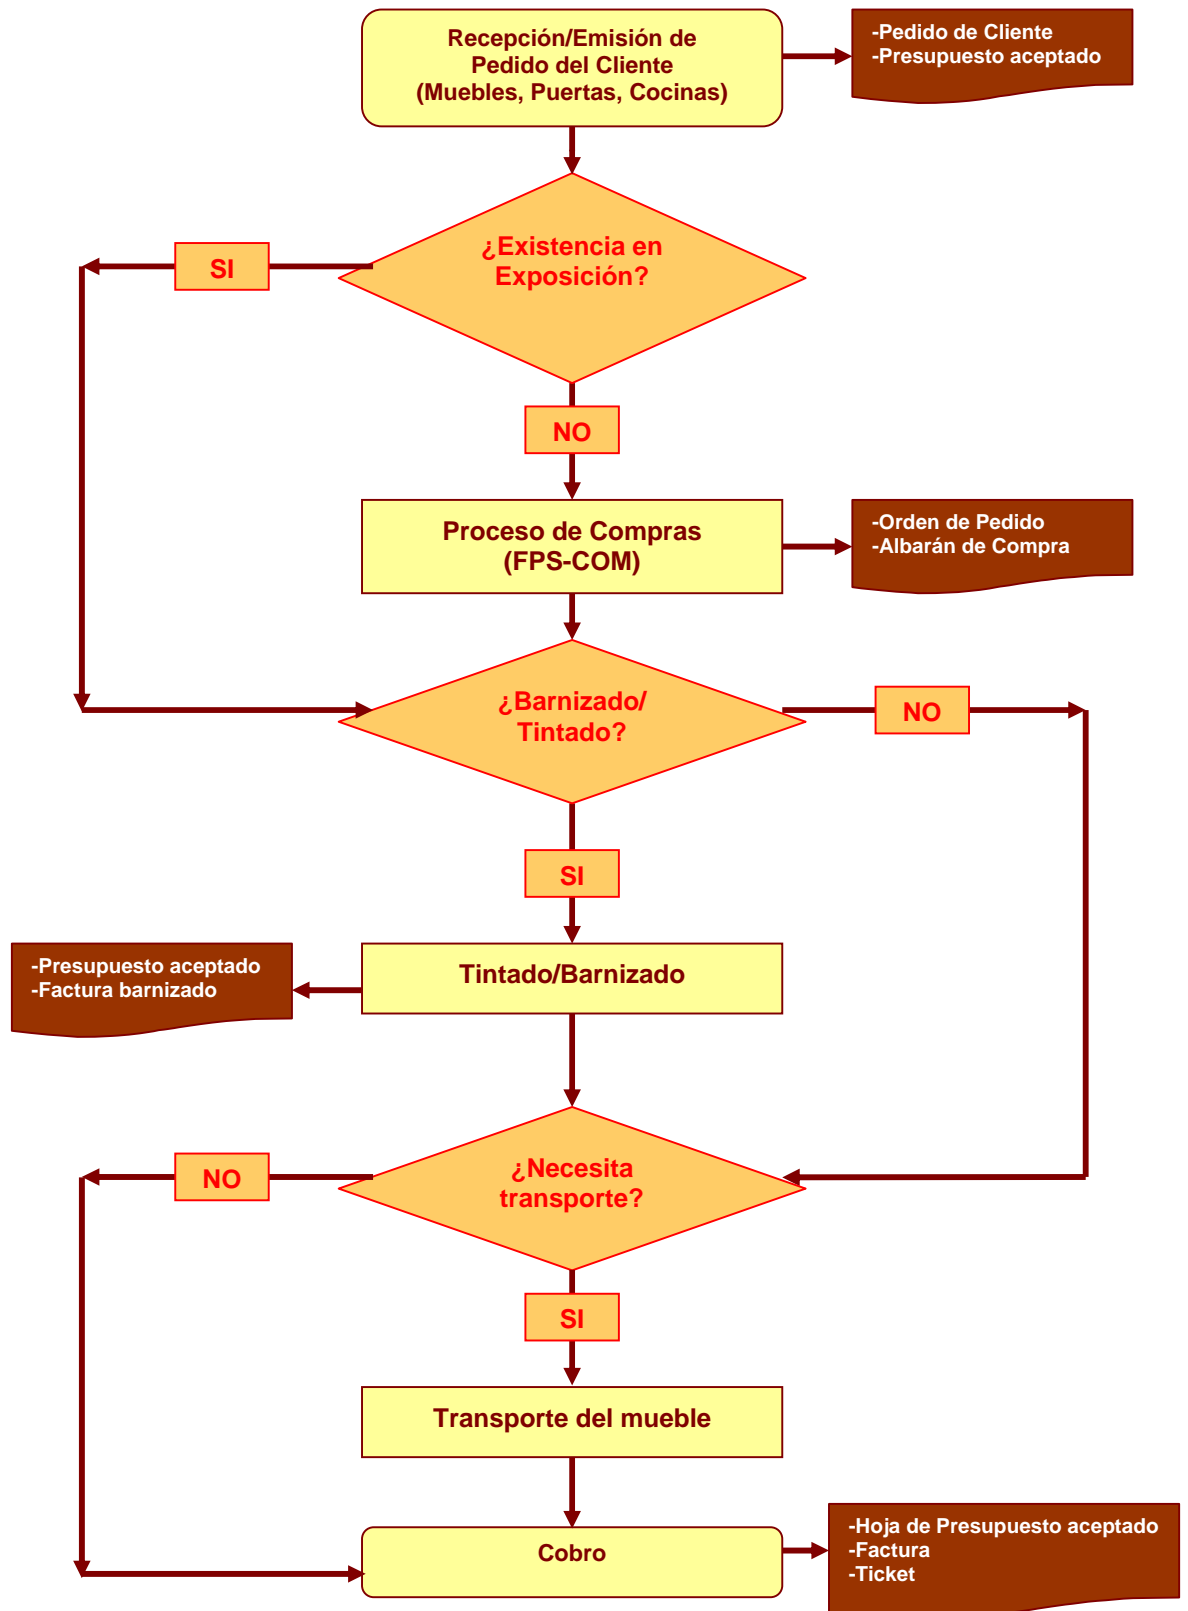 Recepción/Emisión de
Pedido del Cliente
(Muebles, Puertas, Cocinas)
-Pedido de Cliente
-Presupuesto aceptado
¿Existencia en
Exposición?
SI
NO
Proceso de Compras
(FPS-COM)
-Orden de Pedido
-Albarán de Compra
¿Barnizado/
Tintado?
NO
SI
-Presupuesto aceptado
-Factura barnizado
Tintado/Barnizado
¿Necesita
transporte?
NO
SI
Transporte del mueble
Cobro
-Hoja de Presupuesto aceptado
-Factura
-Ticket